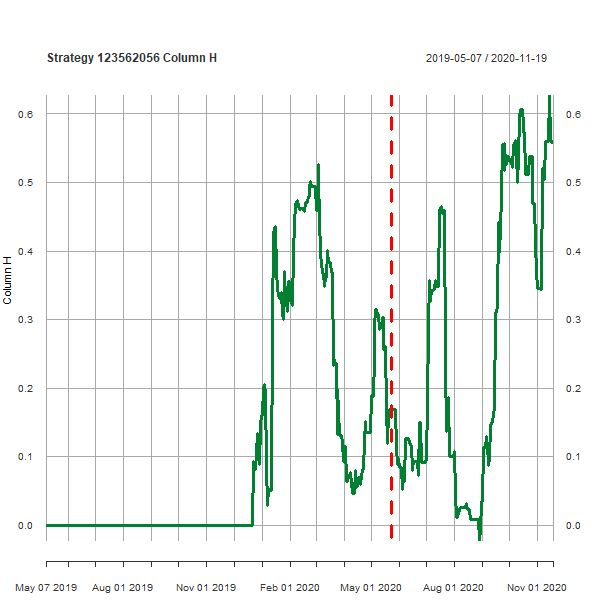 Strategy 123562056 Column H
2019-05-07 / 2020-11-19
0.6
0.6
0.5
0.5
0.4
0.4
0.3
0.3
0.2
0.2
0.1
0.1
0.0
0.0
Column H
May 07 2019
Aug 01 2019
Nov 01 2019
Feb 01 2020
May 01 2020
Aug 01 2020
Nov 01 2020